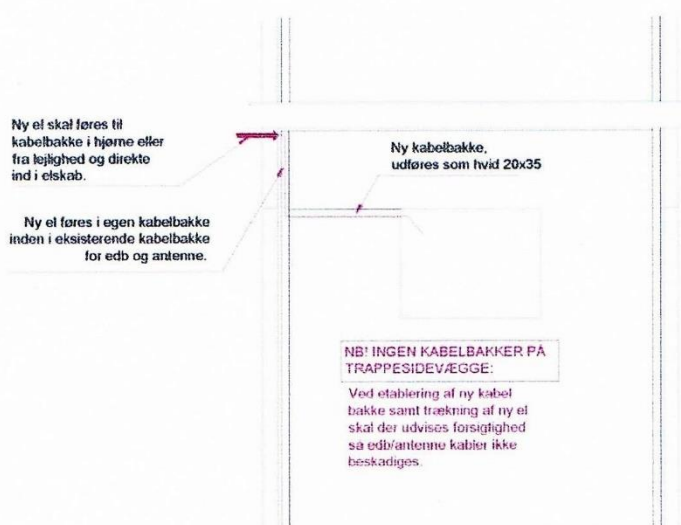 Ny el skal føres til
kabelbakke i hjørne eller
fra lejlighed og direkte
ind i elskab.
Ny kabelbakke,
udføres som hvid 20x35
Ny el føres i egen kabelbakke
inden i eksisterende kabelbakke
for edb og antenne.
NB! INGEN KABELBAKKER PÅ
TRAPPESIDEVÆGGE:
Ved etablering af ny kabel
bakke samt trækning af ny el
skal der udvises forsigtighed
så edb/antenne kabler ikke
beskadiges.